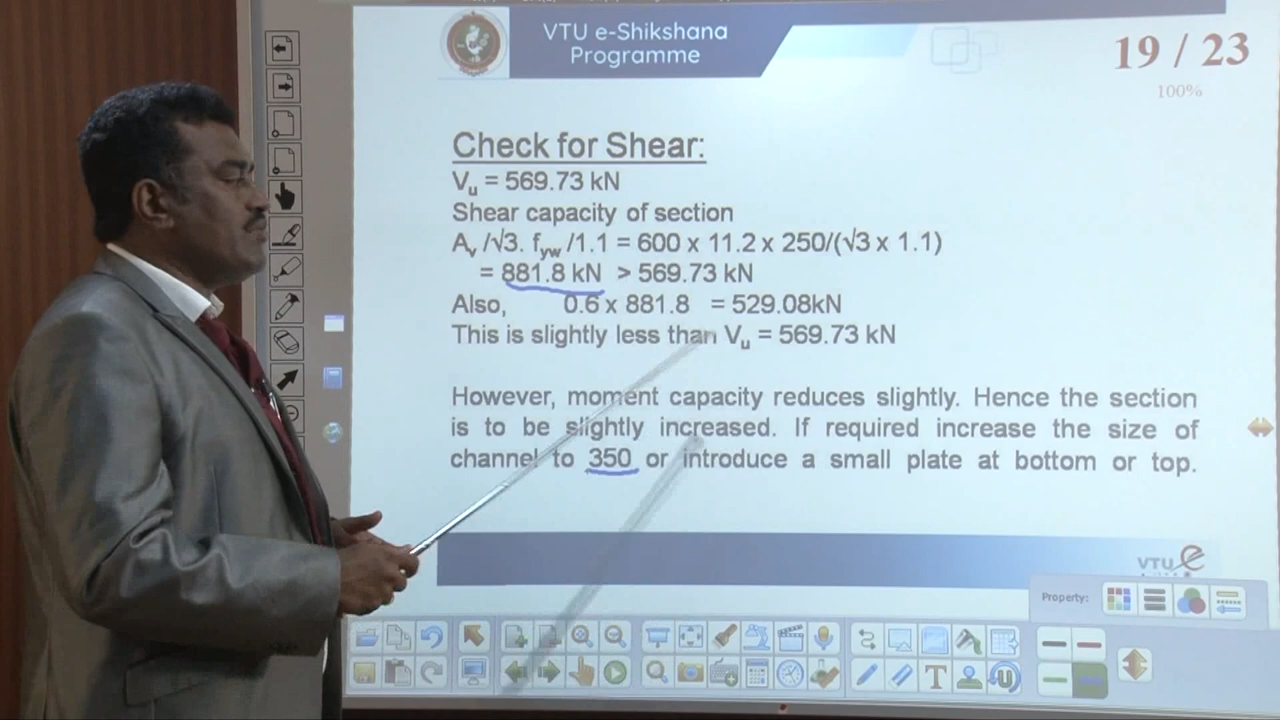 VTU e-Shikshana
Programme
19 / 23
100%
Check for Shear:
Vu = 569.73 kN
Shear capacity of section
Av /√3. fyw /1.1 = 600 x 11.2 x 250/(√3 x 1.1)
= 881.8 kN > 569.73 kN
Also, 0.6 x 881.8 = 529.08kN
This is slightly less than Vu = 569.73 kN
However, moment capacity reduces slightly. Hence the section
is to be slightly increased. If required increase the size of
channel to 350 or introduce a small plate at bottom or top.
VTU e
Property: